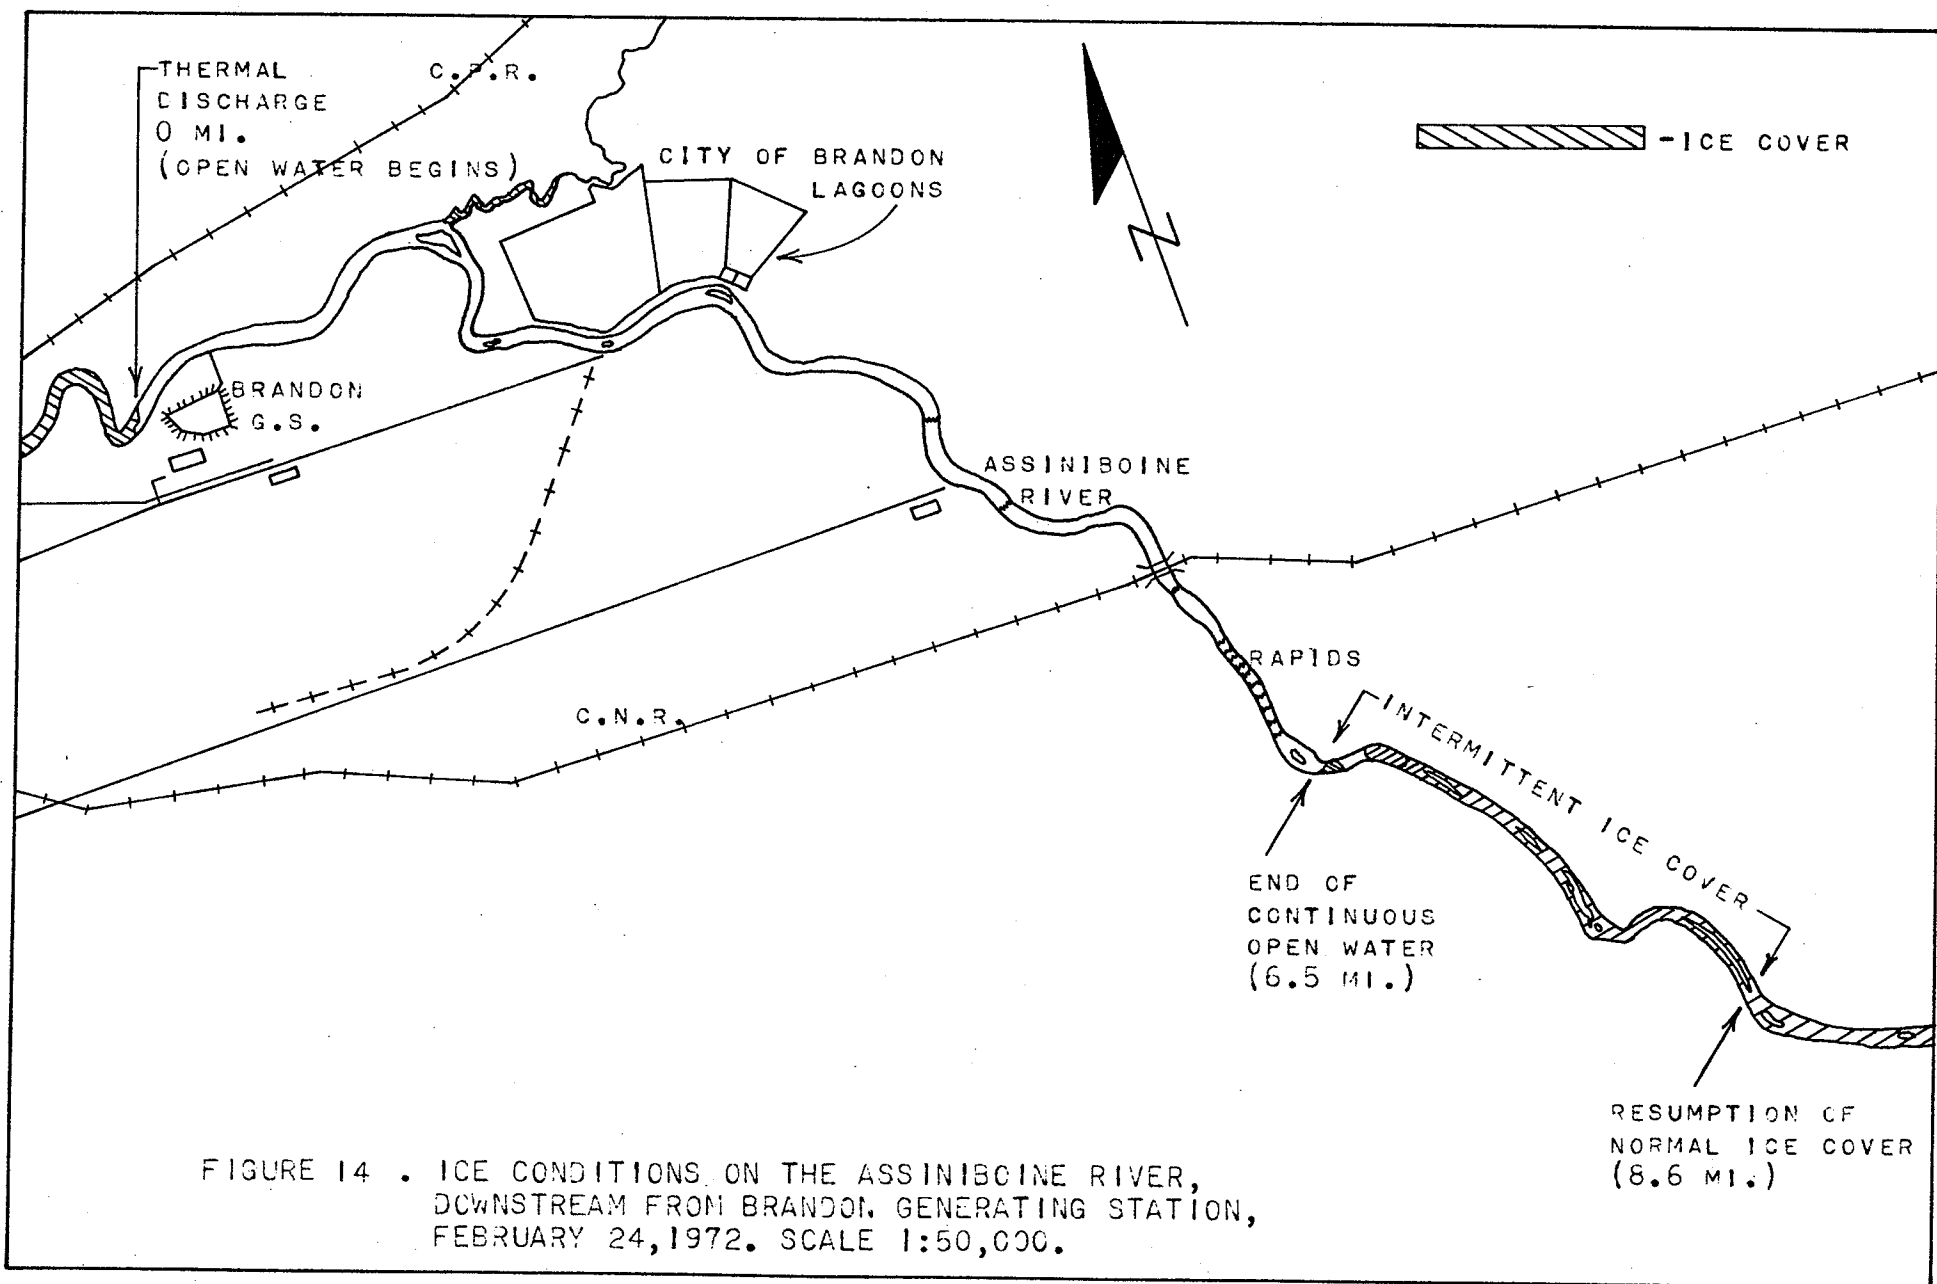 THERMAL
DISCHARGE
0 MI.
(OPEN WATER BEGINS)
C.P.R.
CITY OF BRANDON
LAGOONS
-ICE COVER
N
BRANDON
G.S.
ASSINIBOINE
RIVER
RAPIDS
C.N.R.
INTERMITTENT ICE COVER
END OF
CONTINUOUS
OPEN WATER
(6.5 MI.)
RESUMPTION OF
NORMAL ICE COVER
(8.6 MI.)
FIGURE 14 . ICE CONDITIONS ON THE ASSINIBOINE RIVER,
DOWNSTREAM FROM BRANDON GENERATING STATION,
FEBRUARY 24,1972. SCALE 1:50,000.